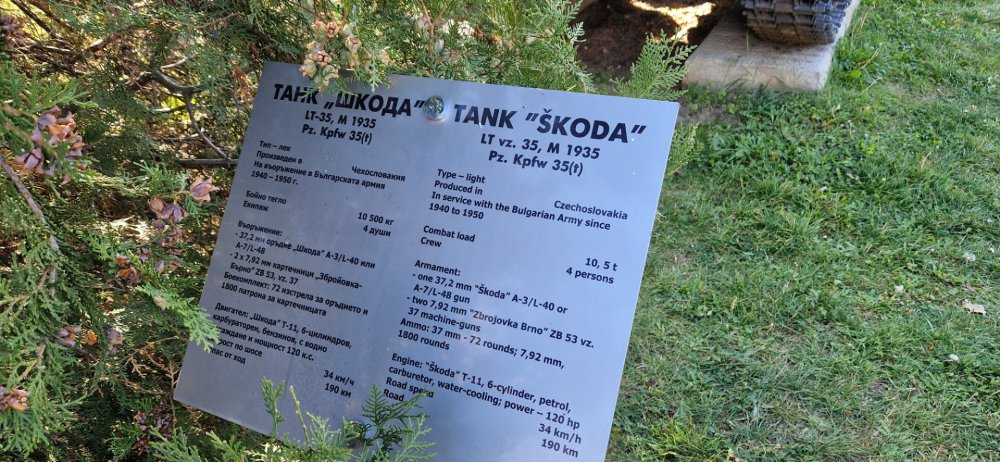 ТАНК „ШКОДА"
LT-35, M 1935
Pz. Kpfw 35(t)
Тип – лек
Произведен в Чехословакия
На въоръжение в Българската армия
1940 – 1950 г.
Бойно тегло 10 500 кг
Екипаж 4 души
Въоръжение:
- 37,2 мм оръдие „Шкода" А-3/L-40 или
А-7/L-48
- 2 x 7,92 мм картечници „Збройовка-
Бърно" ZB 53, vz. 37
Боекомплект: 72 изстрела за оръдието и
1800 патрона за картечницата
Двигател: „Шкода" Т-11, 6-цилиндров,
карбураторен, бензинов, с водно
и мощност 120 к.с.
по шосе 34 км/ч
от ход 190 км
TANK "ŠKODA"
LT vz. 35, M 1935
Pz. Kpfw 35(t)
Type – light
Produced in Czechoslovakia
In service with the Bulgarian Army since
1940 to 1950
Combat load 10, 5 t
Crew 4 persons
Armament:
- one 37,2 mm "Škoda" A-3/L-40 or
A-7/L-48 gun
- two 7,92 mm "Zbrojovka Brno" ZB 53 vz.
37 machine-guns
Ammo: 37 mm - 72 rounds; 7,92 mm,
1800 rounds
Engine: "Škoda" T-11, 6-cylinder, petrol,
carburetor, water-cooling; power – 120 hp
Road speed 34 km/h
Road 190 km